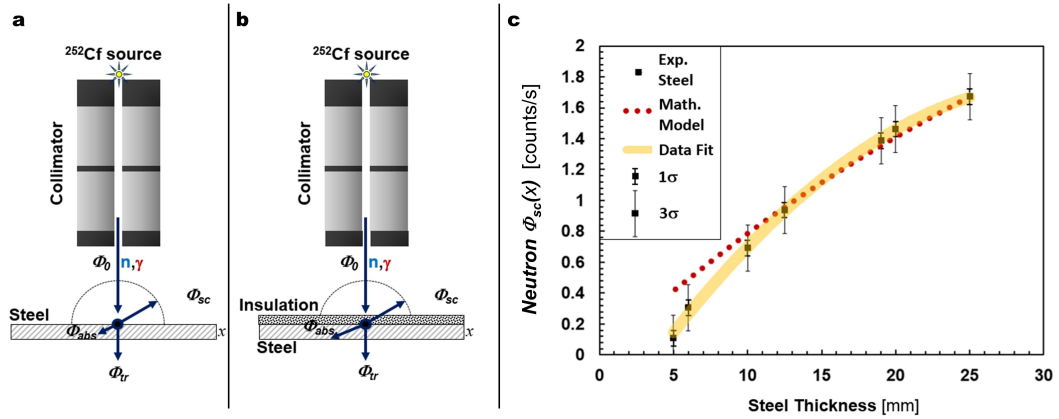 a
²⁵²Cf source
Collimator
Φ₀ n,γ
Φsc
Steel
Φabs
x
Φtr
b
²⁵²Cf source
Collimator
Φ₀ n,γ
Φsc
Insulation
Φabs
x
Steel
Φtr
c
Neutron Φsc(x) [counts/s]
2
1.8
1.6
1.4
1.2
1
0.8
0.6
0.4
0.2
0
Exp.
Steel
Math.
Model
Data Fit
1σ
3σ
0 5 10 15 20 25 30
Steel Thickness [mm]